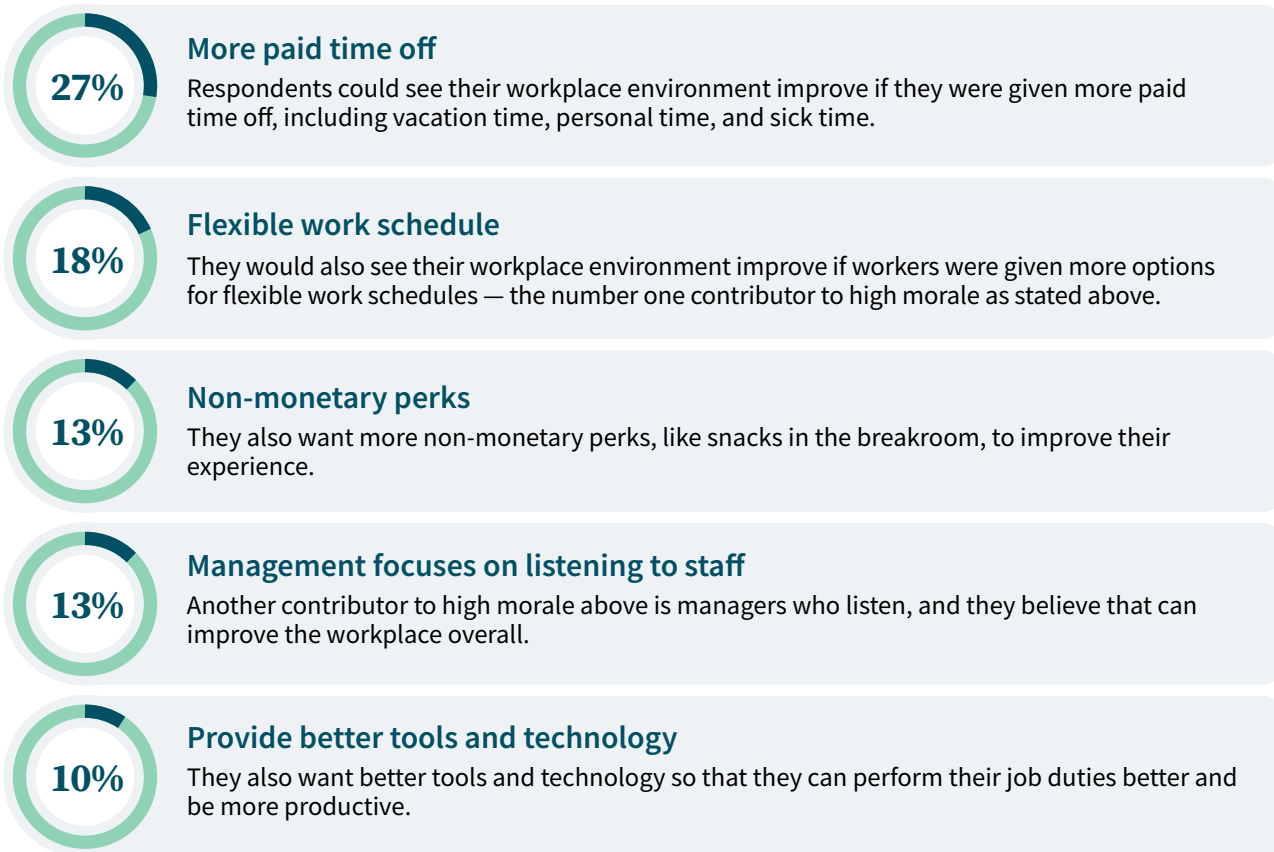 27%
More paid time off
Respondents could see their workplace environment improve if they were given more paid
time off, including vacation time, personal time, and sick time.
18%
Flexible work schedule
They would also see their workplace environment improve if workers were given more options
for flexible work schedules — the number one contributor to high morale as stated above.
13%
Non-monetary perks
They also want more non-monetary perks, like snacks in the breakroom, to improve their
experience.
13%
Management focuses on listening to staff
Another contributor to high morale above is managers who listen, and they believe that can
improve the workplace overall.
10%
Provide better tools and technology
They also want better tools and technology so that they can perform their job duties better and
be more productive.